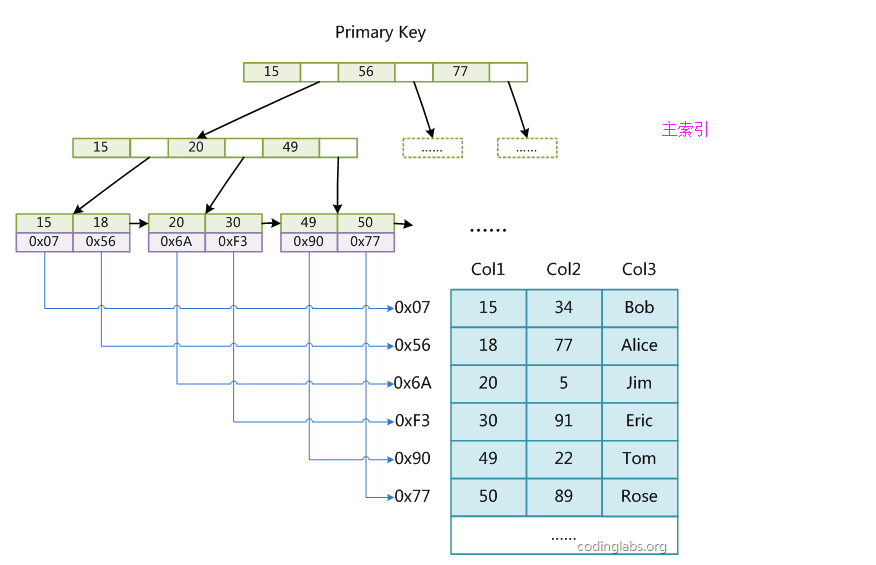 Primary Key
15 56 77
主索引
15 20 49
...... ......
15 18 20 30 49 50
0x07 0x56 0x6A 0xF3 0x90 0x77
......
Col1 Col2 Col3
0x07 15 34 Bob
0x56 18 77 Alice
0x6A 20 5 Jim
0xF3 30 91 Eric
0x90 49 22 Tom
0x77 50 89 Rose
......
codinglabs.org